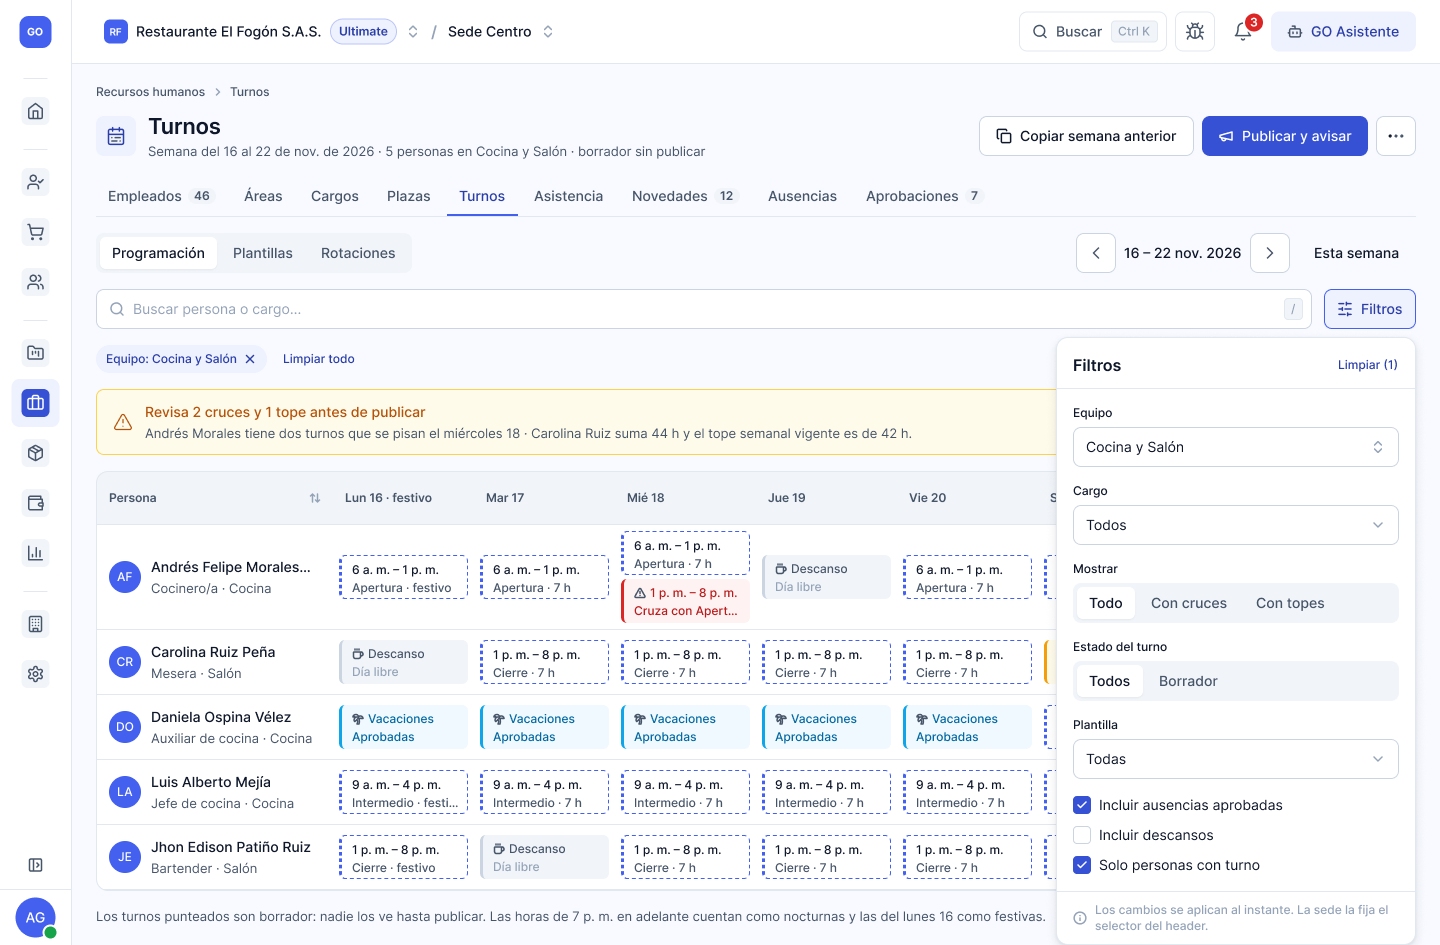 GO
RF Restaurante El Fogón S.A.S. Ultimate / Sede Centro
Buscar Ctrl K
3
GO Asistente
Recursos humanos > Turnos
Turnos
Semana del 16 al 22 de nov. de 2026 · 5 personas en Cocina y Salón · borrador sin publicar
Copiar semana anterior
Publicar y avisar
Empleados 46 Áreas Cargos Plazas Turnos Asistencia Novedades 12 Ausencias Aprobaciones 7
Programación Plantillas Rotaciones
16 – 22 nov. 2026
Esta semana
Buscar persona o cargo... /
Filtros
Equipo: Cocina y Salón
Limpiar todo
Revisa 2 cruces y 1 tope antes de publicar
Andrés Morales tiene dos turnos que se pisan el miércoles 18 · Carolina Ruiz suma 44 h y el tope semanal vigente es de 42 h.
Persona Lun 16 · festivo Mar 17 Mié 18 Jue 19 Vie 20 S
AF
Andrés Felipe Morales...
Cocinero/a · Cocina
6 a. m. – 1 p. m.
Apertura · festivo
6 a. m. – 1 p. m.
Apertura · 7 h
6 a. m. – 1 p. m.
Apertura · 7 h
1 p. m. – 8 p. m.
Cruza con Apert...
Descanso
Día libre
6 a. m. – 1 p. m.
Apertura · 7 h
CR
Carolina Ruiz Peña
Mesera · Salón
Descanso
Día libre
1 p. m. – 8 p. m.
Cierre · 7 h
1 p. m. – 8 p. m.
Cierre · 7 h
1 p. m. – 8 p. m.
Cierre · 7 h
1 p. m. – 8 p. m.
Cierre · 7 h
DO
Daniela Ospina Vélez
Auxiliar de cocina · Cocina
Vacaciones
Aprobadas
Vacaciones
Aprobadas
Vacaciones
Aprobadas
Vacaciones
Aprobadas
Vacaciones
Aprobadas
LA
Luis Alberto Mejía
Jefe de cocina · Cocina
9 a. m. – 4 p. m.
Intermedio · festi...
9 a. m. – 4 p. m.
Intermedio · 7 h
9 a. m. – 4 p. m.
Intermedio · 7 h
9 a. m. – 4 p. m.
Intermedio · 7 h
9 a. m. – 4 p. m.
Intermedio · 7 h
JE
Jhon Edison Patiño Ruiz
Bartender · Salón
1 p. m. – 8 p. m.
Cierre · festivo
Descanso
Día libre
1 p. m. – 8 p. m.
Cierre · 7 h
1 p. m. – 8 p. m.
Cierre · 7 h
1 p. m. – 8 p. m.
Cierre · 7 h
Los turnos punteados son borrador: nadie los ve hasta publicar. Las horas de 7 p. m. en adelante cuentan como nocturnas y las del lunes 16 como festivas.
AG
Filtros
Limpiar (1)
Equipo
Cocina y Salón
Cargo
Todos
Mostrar
Todo Con cruces Con topes
Estado del turno
Todos Borrador
Plantilla
Todas
Incluir ausencias aprobadas
Incluir descansos
Solo personas con turno
Los cambios se aplican al instante. La sede la fija el
selector del header.